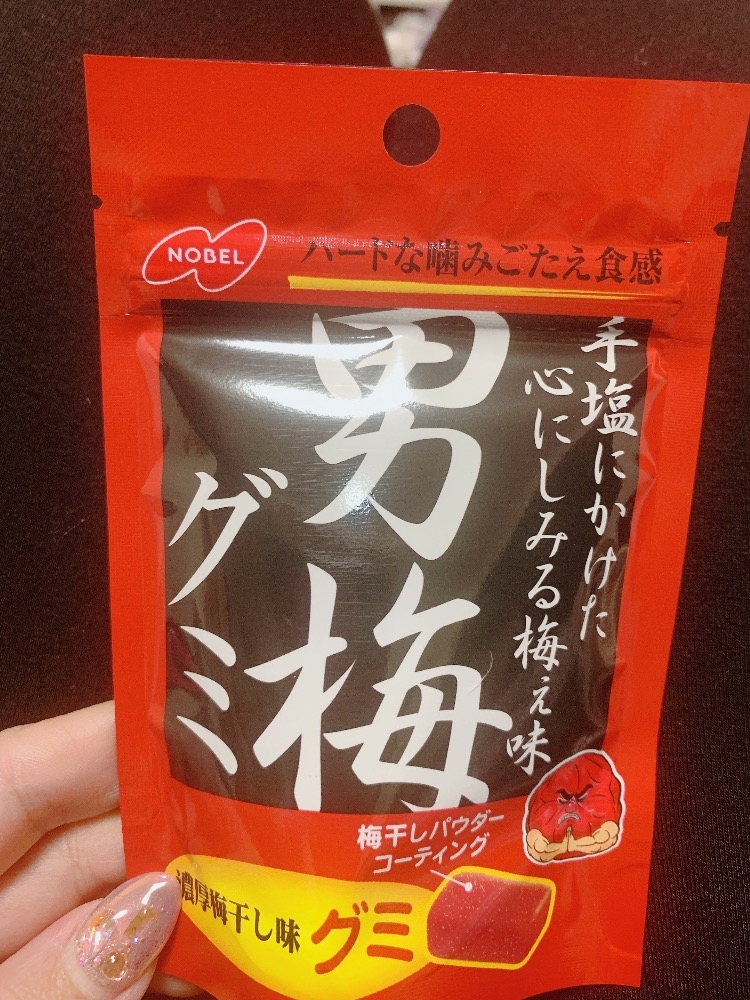 NOBEL
ハードな噛みごたえ食感
手塩にかけた
心にしみる梅ぇ味
男梅
グミ
梅干しパウダー
コーティング
濃厚梅干し味
グミ